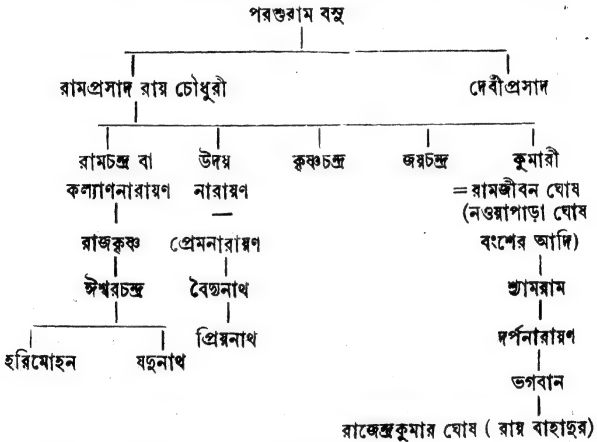 পরশুরাম বসু
রামপ্রসাদ রায় চৌধুরী দেবীপ্রসাদ
রামচন্দ্র বা উদয় কৃষ্ণচন্দ্র জয়চন্দ্র কুমারী
কল্যাণনারায়ণ নারায়ণ =রামজীবন ঘোষ
(নওয়াপাড়া ঘোষ
রাজকৃষ্ণ প্রেমনারায়ণ বংশের আদি)
ঈশ্বরচন্দ্র বৈদ্যনাথ শ্যামরাম
প্রিয়নাথ দর্পনারায়ণ
হরিমোহন যদুনাথ
ভগবান
রাজেন্দ্রকুমার ঘোষ ( রায় বাহাদুর)